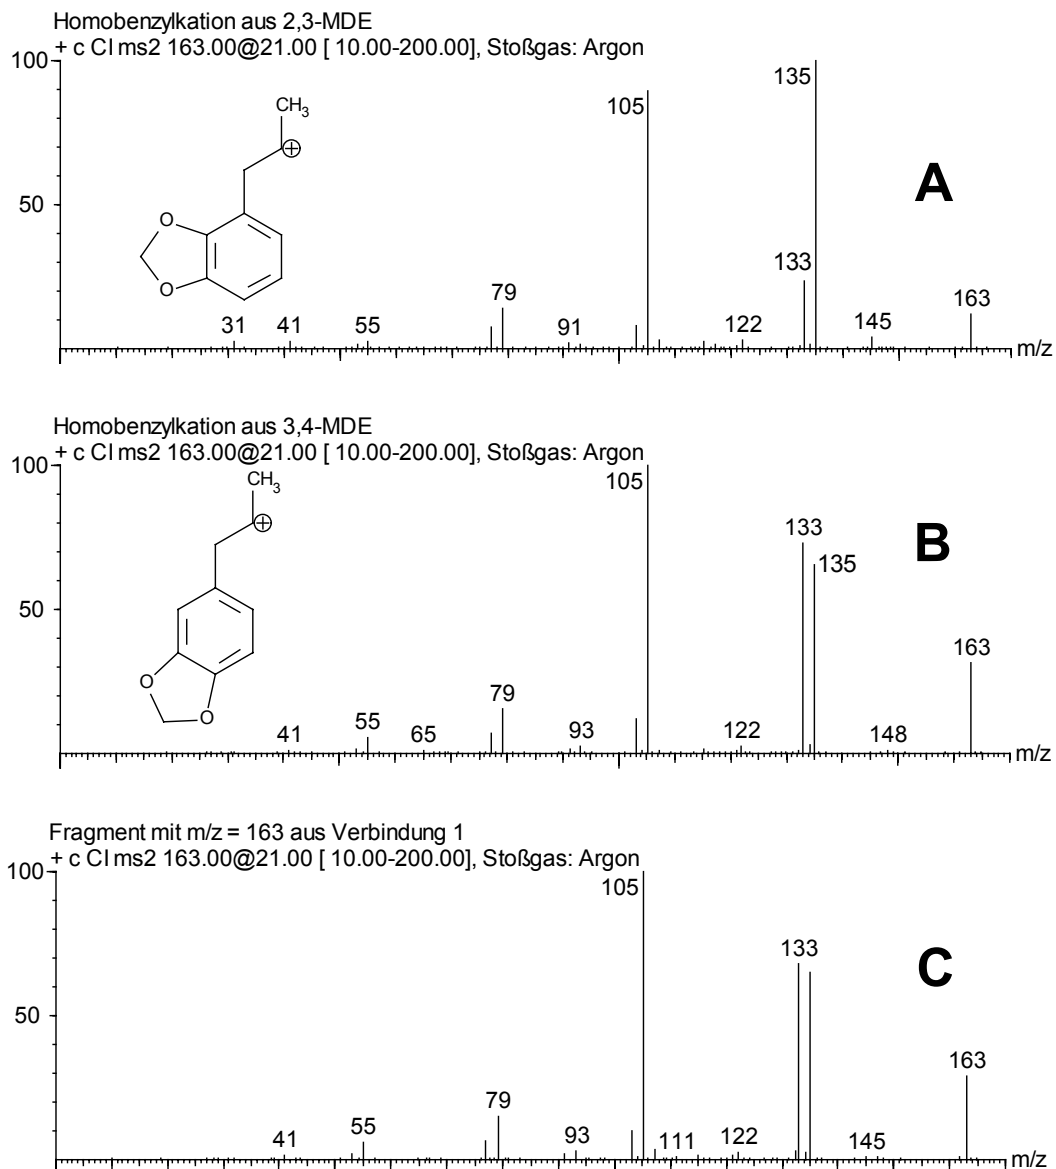 Homobenzylkation aus 2,3-MDE
+ c CI ms2 163.00@21.00 [ 10.00-200.00], Stoßgas: Argon
100
135
105
CH3
A
50
O
133
79
163
O
31 41 55 91 122 145
m/z
Homobenzylkation aus 3,4-MDE
+ c CI ms2 163.00@21.00 [ 10.00-200.00], Stoßgas: Argon
100
CH3
105
133
B
135
50
163
O
79
O
41 55 65 93 122 148
m/z
Fragment mit m/z = 163 aus Verbindung 1
+ c CI ms2 163.00@21.00 [ 10.00-200.00], Stoßgas: Argon
100
105
133
C
50
163
79
41 55 93 111 122 145
m/z